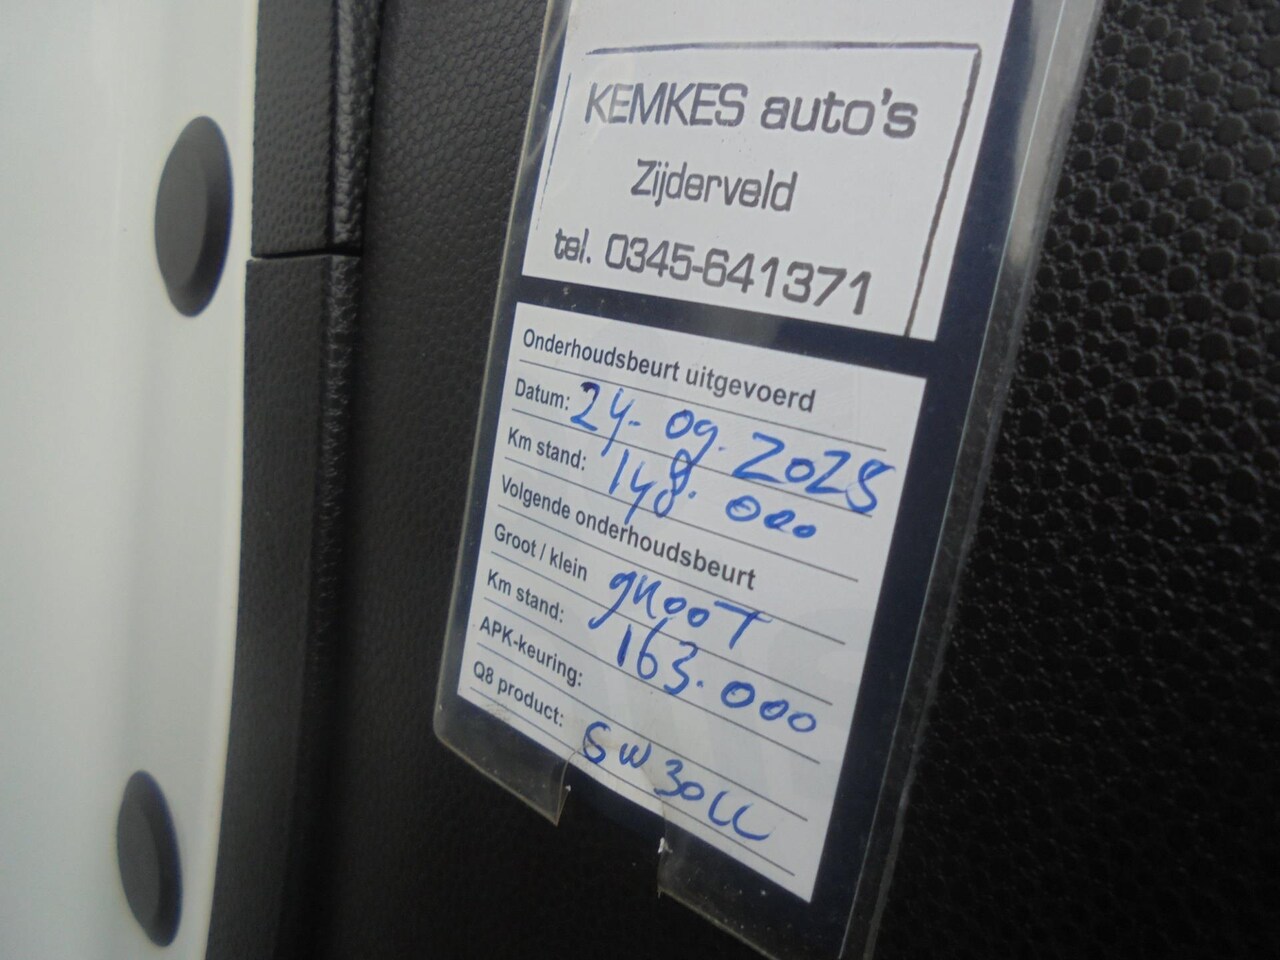 KEMKES auto's
Zijderveld
tel. 0345-641371
Onderhoudsbeurt uitgevoerd
Datum: 24-09-2025
Km stand: 148.000
Volgende onderhoudsbeurt
Groot / klein groot
Km stand: 163.000
APK-keuring:
Q8 product: 5W30LL